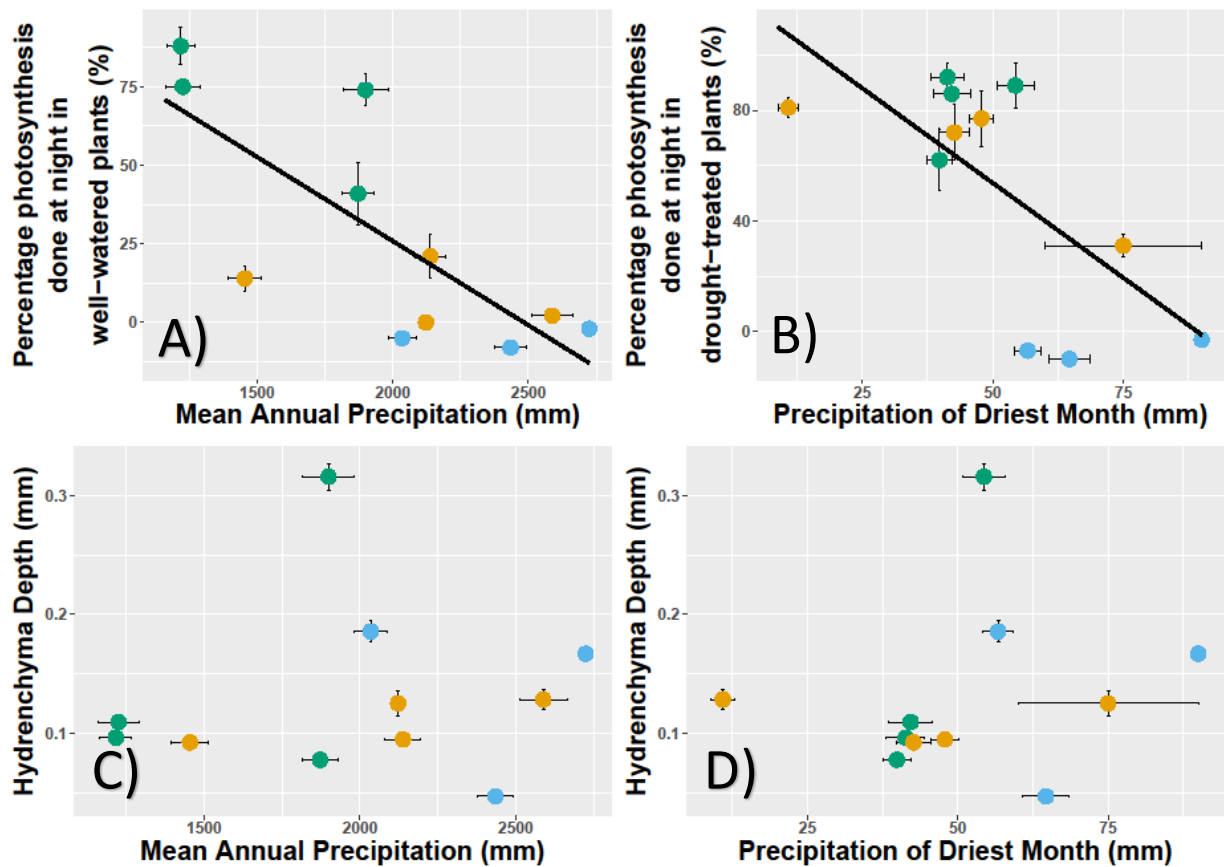 Percentage photosynthesis
done at night in
well−watered plants (%)
75
50
25
0
A)
1500
2000
2500
Mean Annual Precipitation (mm)
Percentage photosynthesis
done at night in
drought−treated plants (%)
80
40
0
B)
25
50
75
Precipitation of Driest Month (mm)
Hydrenchyma Depth (mm)
0.3
0.2
0.1
C)
1500
2000
2500
Mean Annual Precipitation (mm)
Hydrenchyma Depth (mm)
0.3
0.2
0.1
D)
25
50
75
Precipitation of Driest Month (mm)